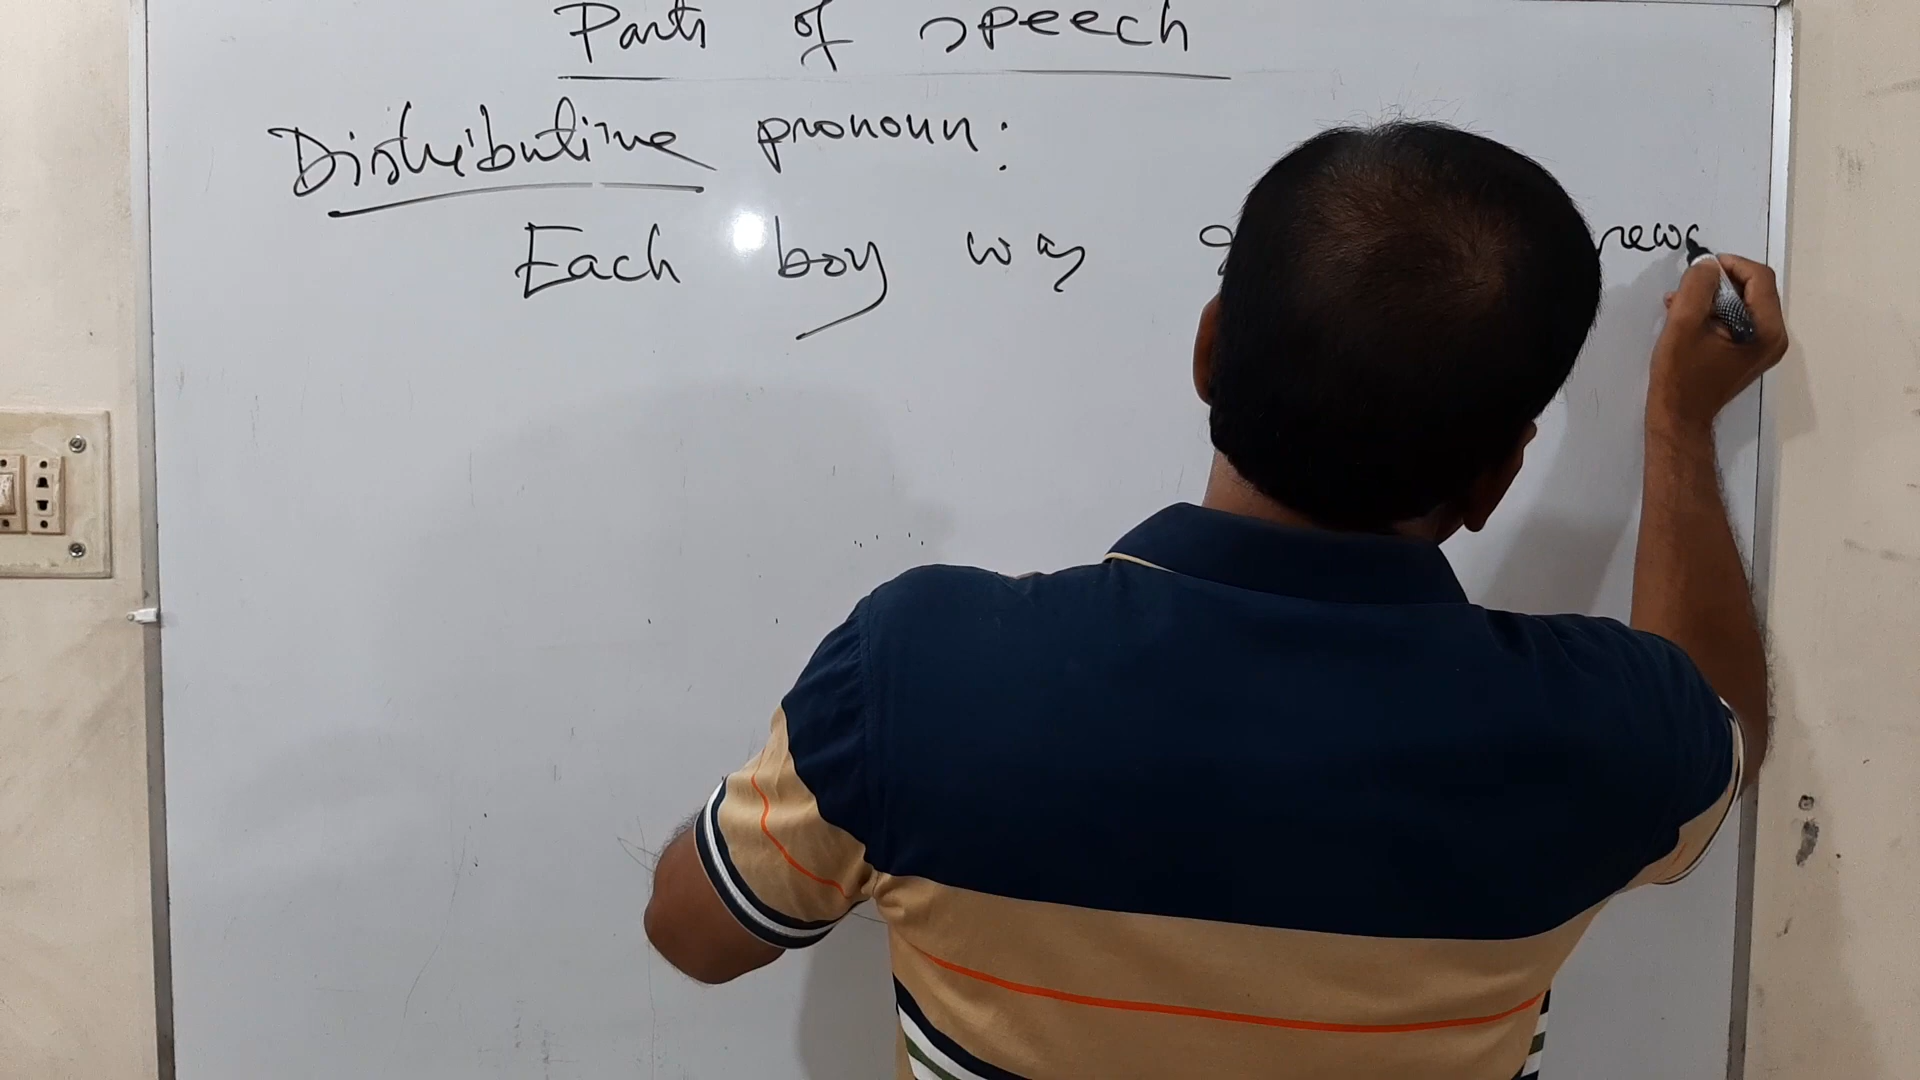 Parts of speech
Distributive pronoun:
Each boy was